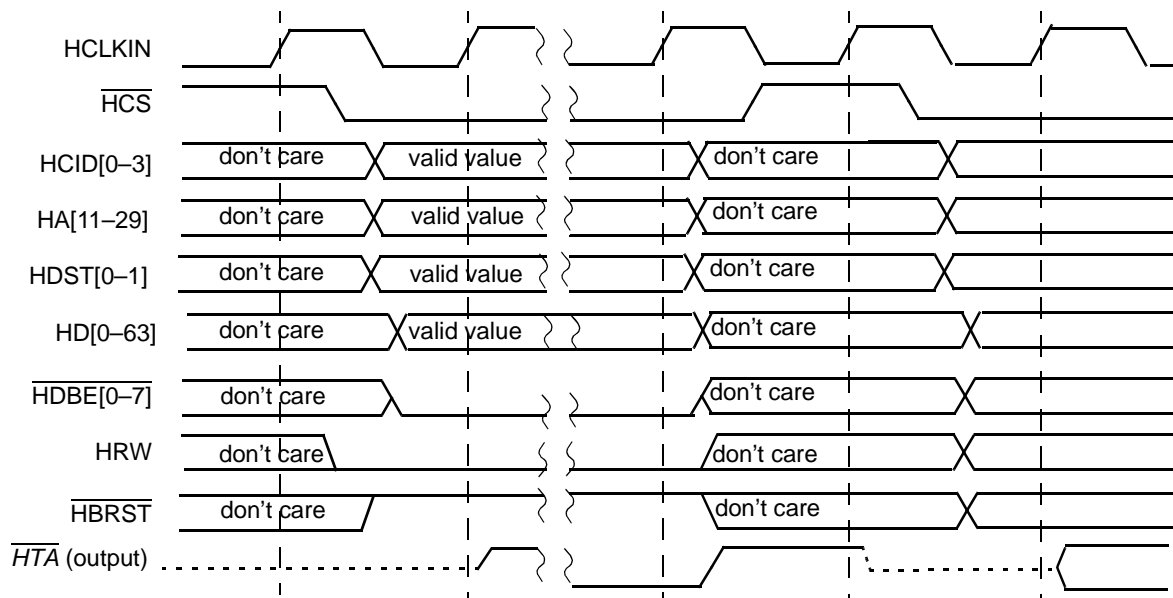 HCLKIN
HCS
HCID[0–3] don't care valid value don't care
HA[11–29] don't care valid value don't care
HDST[0–1] don't care valid value don't care
HD[0–63] don't care valid value don't care
HDBE[0–7] don't care don't care
HRW don't care don't care
HBRST don't care don't care
HTA (output)